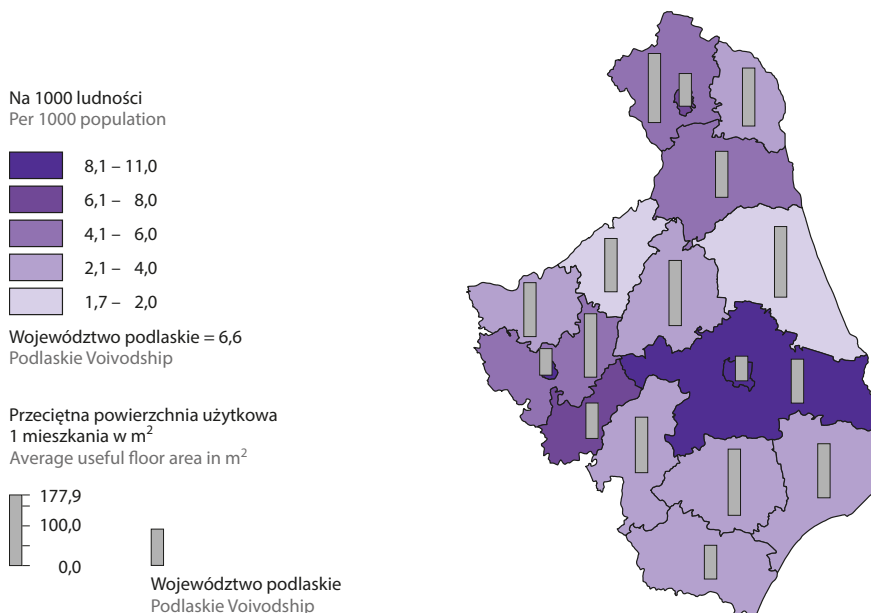 Na 1000 ludności
Per 1000 population
8,1 – 11,0
6,1 – 8,0
4,1 – 6,0
2,1 – 4,0
1,7 – 2,0
Województwo podlaskie = 6,6
Podlaskie Voivodship
Przeciętna powierzchnia użytkowa
1 mieszkania w m²
Average useful floor area in m²
177,9
100,0
0,0
Województwo podlaskie
Podlaskie Voivodship